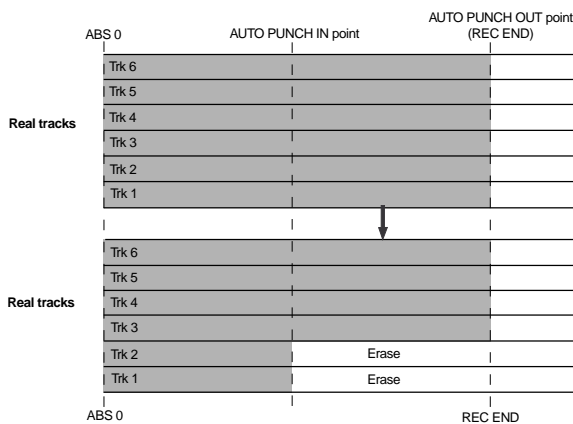 AUTO PUNCH OUT point
ABS 0 AUTO PUNCH IN point (REC END)
Trk 6
Trk 5
Trk 4
Real tracks
Trk 3
Trk 2
Trk 1
Trk 6
Trk 5
Trk 4
Real tracks
Trk 3
Trk 2 Erase
Trk 1 Erase
ABS 0 REC END